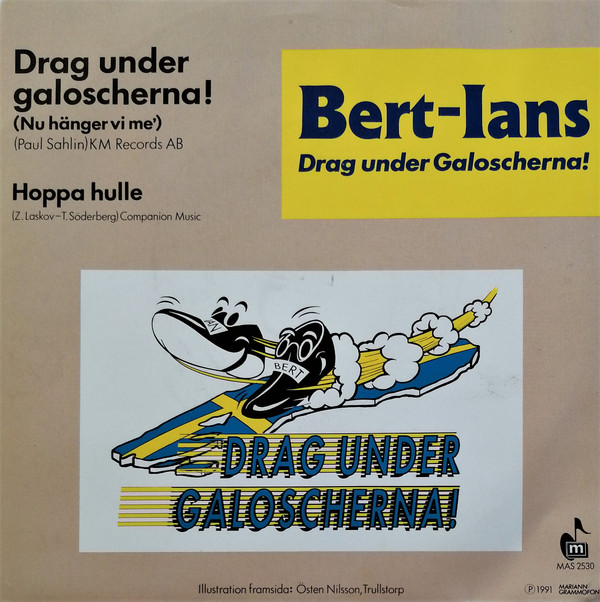 Drag under
galoscherna!
(Nu hänger vi me')
(Paul Sahlin) KM Records AB
Hoppa hulle
(Z. Laskov–T. Söderberg) Companion Music
Bert-Ians
Drag under Galoscherna!
IAN
BERT
DRAG UNDER
GALOSCHERNA!
m
MAS 2530
Illustration framsida: Östen Nilsson, Trullstorp
Ⓟ 1991 MARIANN
GRAMMOFON